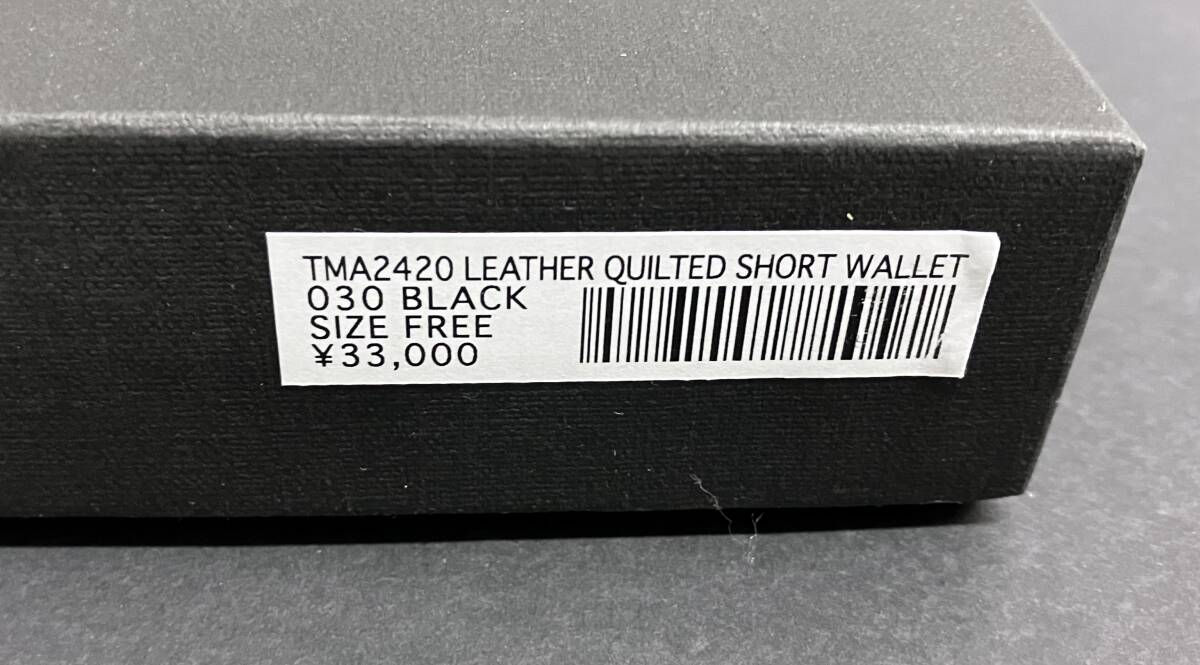 TMA2420 LEATHER QUILTED SHORT WALLET
030 BLACK
SIZE FREE
¥33,000